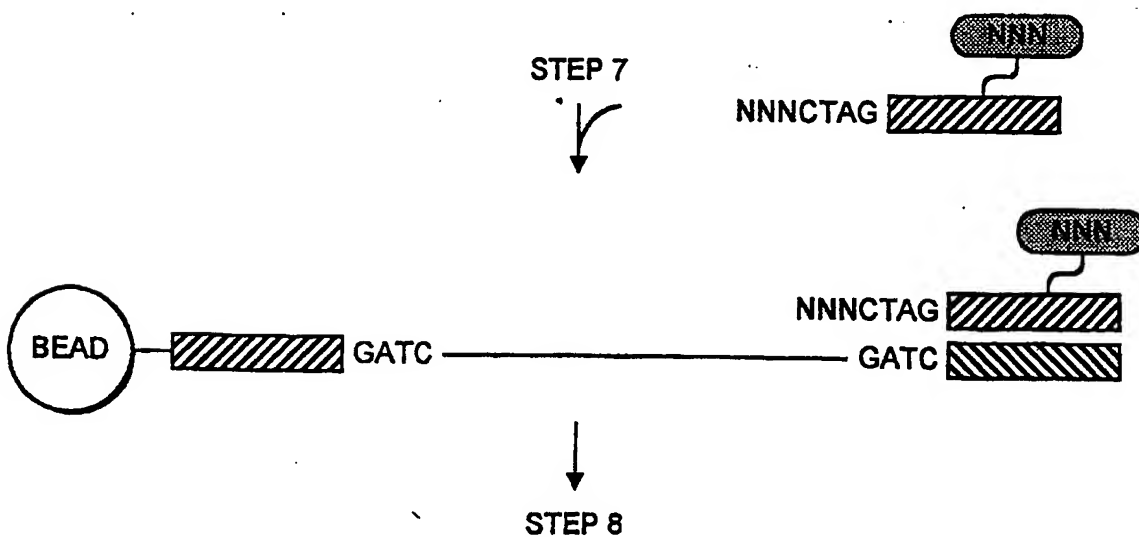 NNN
STEP 7
NNNCTAG
NNN
NNNCTAG
BEAD GATC GATC
STEP 8